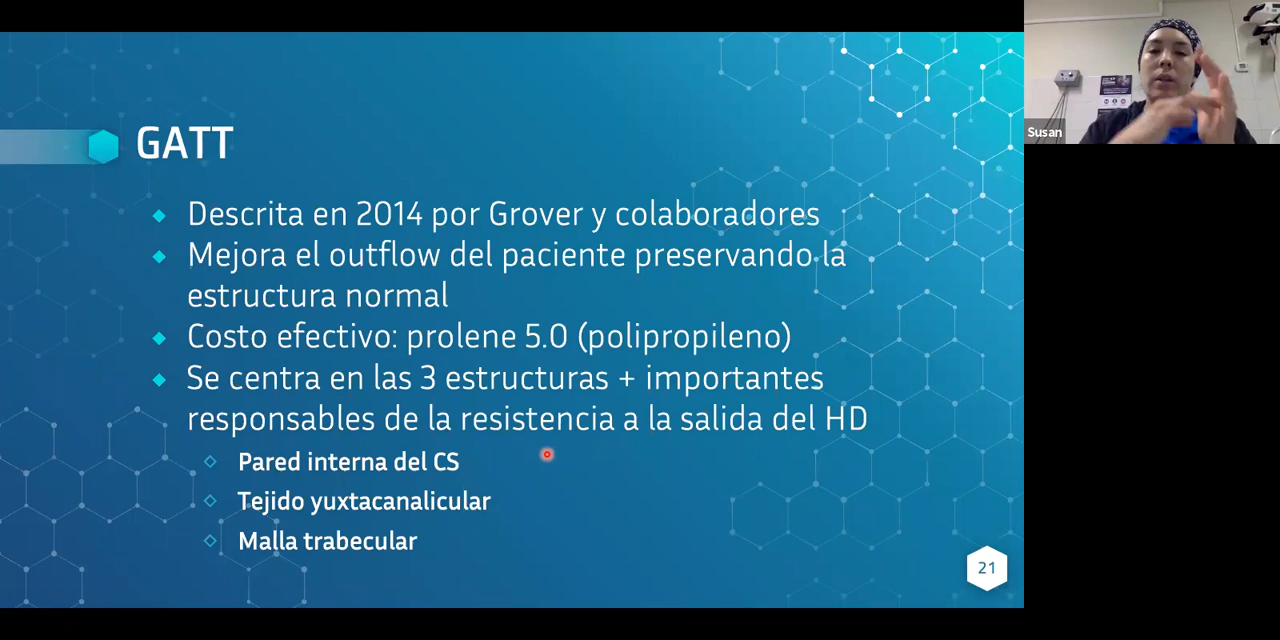 GATT
Descrita en 2014 por Grover y colaboradores
Mejora el outflow del paciente preservando la
estructura normal
Costo efectivo: prolene 5.0 (polipropileno)
Se centra en las 3 estructuras + importantes
responsables de la resistencia a la salida del HD
Pared interna del CS
Tejido yuxtacanalicular
Malla trabecular
21
Susan